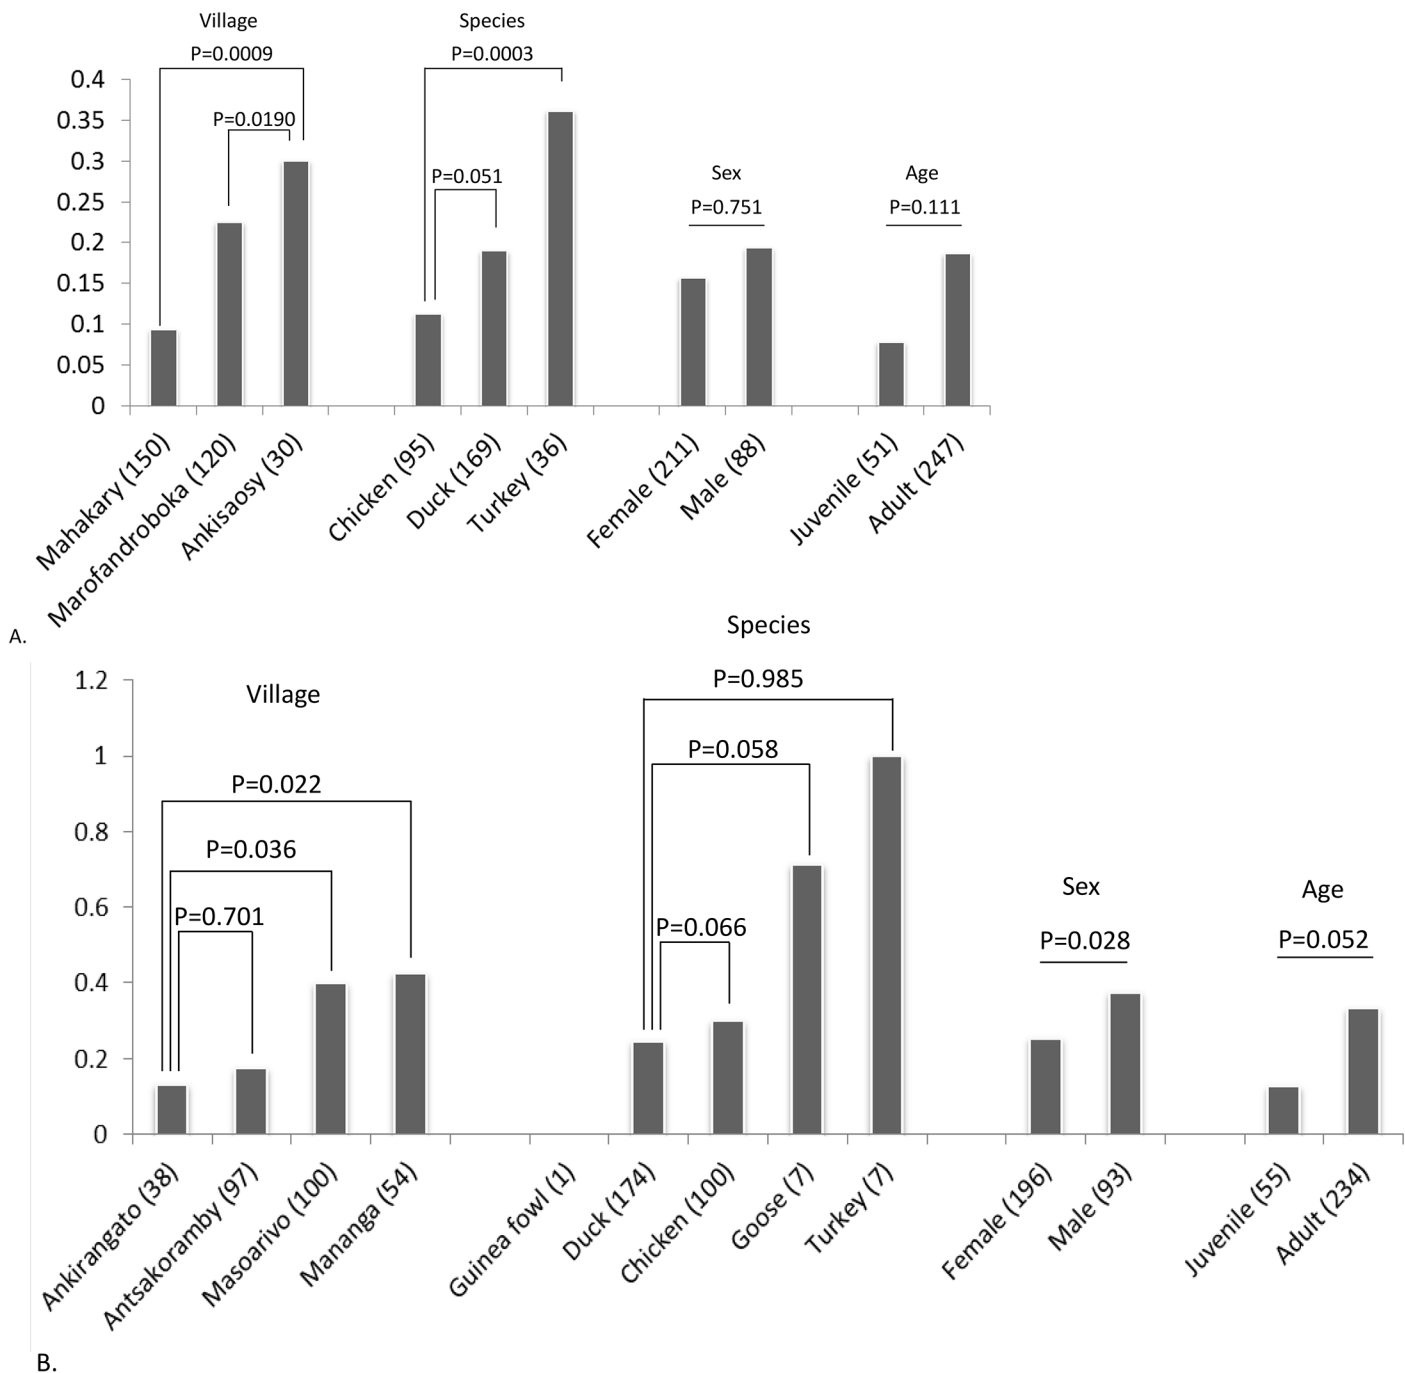 Village
Species
P=0.0009
P=0.0003
0.4
0.35
P=0.0190
0.3
P=0.051
Sex
Age
0.25
P=0.751
P=0.111
0.2
0.15
0.1
0.05
0
Mahakary (150)
Marofandroboka (120)
Ankisaosy (30)
Chicken (95)
Duck (169)
Turkey (36)
Female (211)
Male (88)
Juvenile (51)
Adult (247)
A.
Species
1.2
Village
P=0.985
1
P=0.058
P=0.022
0.8
P=0.036
Sex
Age
0.6
P=0.701
P=0.066
P=0.028
P=0.052
0.4
0.2
0
Ankirangato (38)
Antsakoramby (97)
Masoarivo (100)
Mananga (54)
Guinea fowl (1)
Duck (174)
Chicken (100)
Goose (7)
Turkey (7)
Female (196)
Male (93)
Juvenile (55)
Adult (234)
B.